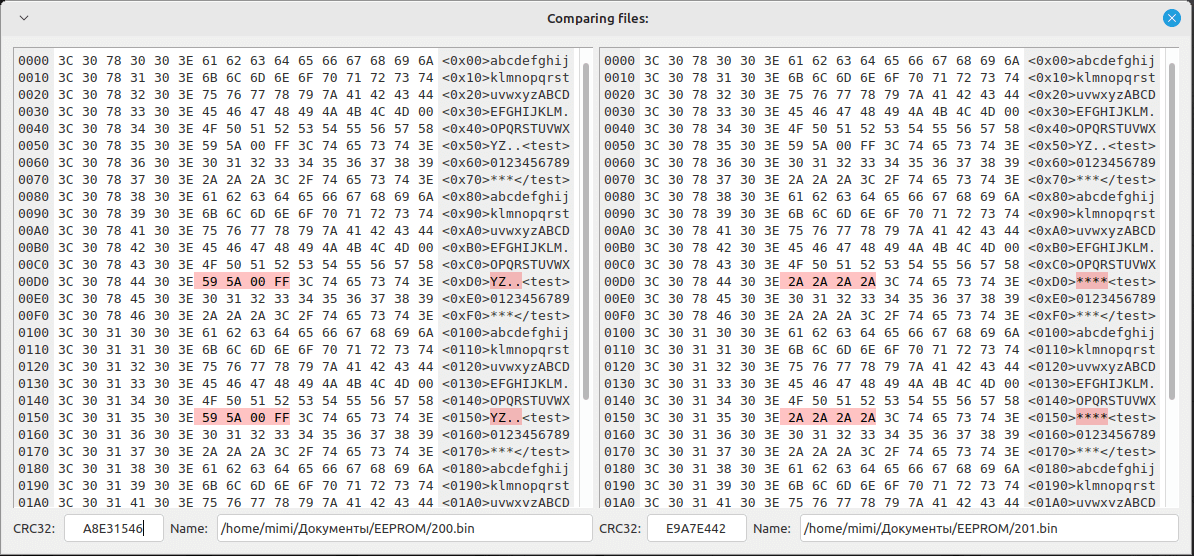 Comparing files:
0000 3C 30 78 30 30 3E 61 62 63 64 65 66 67 68 69 6A <0x00>abcdefghij
0010 3C 30 78 31 30 3E 6B 6C 6D 6E 6F 70 71 72 73 74 <0x10>klmnopqrst
0020 3C 30 78 32 30 3E 75 76 77 78 79 7A 41 42 43 44 <0x20>uvwxyzABCD
0030 3C 30 78 33 30 3E 45 46 47 48 49 4A 4B 4C 4D 00 <0x30>EFGHIJKLM.
0040 3C 30 78 34 30 3E 4F 50 51 52 53 54 55 56 57 58 <0x40>OPQRSTUVWX
0050 3C 30 78 35 30 3E 59 5A 00 FF 3C 74 65 73 74 3E <0x50>YZ..<test>
0060 3C 30 78 36 30 3E 30 31 32 33 34 35 36 37 38 39 <0x60>0123456789
0070 3C 30 78 37 30 3E 2A 2A 2A 3C 2F 74 65 73 74 3E <0x70>***</test>
0080 3C 30 78 38 30 3E 61 62 63 64 65 66 67 68 69 6A <0x80>abcdefghij
0090 3C 30 78 39 30 3E 6B 6C 6D 6E 6F 70 71 72 73 74 <0x90>klmnopqrst
00A0 3C 30 78 41 30 3E 75 76 77 78 79 7A 41 42 43 44 <0xA0>uvwxyzABCD
00B0 3C 30 78 42 30 3E 45 46 47 48 49 4A 4B 4C 4D 00 <0xB0>EFGHIJKLM.
00C0 3C 30 78 43 30 3E 4F 50 51 52 53 54 55 56 57 58 <0xC0>OPQRSTUVWX
00D0 3C 30 78 44 30 3E 59 5A 00 FF 3C 74 65 73 74 3E <0xD0>YZ..<test>
00E0 3C 30 78 45 30 3E 30 31 32 33 34 35 36 37 38 39 <0xE0>0123456789
00F0 3C 30 78 46 30 3E 2A 2A 2A 3C 2F 74 65 73 74 3E <0xF0>***</test>
0100 3C 30 31 30 30 3E 61 62 63 64 65 66 67 68 69 6A <0100>abcdefghij
0110 3C 30 31 31 30 3E 6B 6C 6D 6E 6F 70 71 72 73 74 <0110>klmnopqrst
0120 3C 30 31 32 30 3E 75 76 77 78 79 7A 41 42 43 44 <0120>uvwxyzABCD
0130 3C 30 31 33 30 3E 45 46 47 48 49 4A 4B 4C 4D 00 <0130>EFGHIJKLM.
0140 3C 30 31 34 30 3E 4F 50 51 52 53 54 55 56 57 58 <0140>OPQRSTUVWX
0150 3C 30 31 35 30 3E 59 5A 00 FF 3C 74 65 73 74 3E <0150>YZ..<test>
0160 3C 30 31 36 30 3E 30 31 32 33 34 35 36 37 38 39 <0160>0123456789
0170 3C 30 31 37 30 3E 2A 2A 2A 3C 2F 74 65 73 74 3E <0170>***</test>
0180 3C 30 31 38 30 3E 61 62 63 64 65 66 67 68 69 6A <0180>abcdefghij
0190 3C 30 31 39 30 3E 6B 6C 6D 6E 6F 70 71 72 73 74 <0190>klmnopqrst
01A0 3C 30 31 41 30 3E 75 76 77 78 79 7A 41 42 43 44 <01A0>uvwxyzABCD
CRC32: A8E31546 Name: /home/mimi/Документы/EEPROM/200.bin
0000 3C 30 78 30 30 3E 61 62 63 64 65 66 67 68 69 6A <0x00>abcdefghij
0010 3C 30 78 31 30 3E 6B 6C 6D 6E 6F 70 71 72 73 74 <0x10>klmnopqrst
0020 3C 30 78 32 30 3E 75 76 77 78 79 7A 41 42 43 44 <0x20>uvwxyzABCD
0030 3C 30 78 33 30 3E 45 46 47 48 49 4A 4B 4C 4D 00 <0x30>EFGHIJKLM.
0040 3C 30 78 34 30 3E 4F 50 51 52 53 54 55 56 57 58 <0x40>OPQRSTUVWX
0050 3C 30 78 35 30 3E 59 5A 00 FF 3C 74 65 73 74 3E <0x50>YZ..<test>
0060 3C 30 78 36 30 3E 30 31 32 33 34 35 36 37 38 39 <0x60>0123456789
0070 3C 30 78 37 30 3E 2A 2A 2A 3C 2F 74 65 73 74 3E <0x70>***</test>
0080 3C 30 78 38 30 3E 61 62 63 64 65 66 67 68 69 6A <0x80>abcdefghij
0090 3C 30 78 39 30 3E 6B 6C 6D 6E 6F 70 71 72 73 74 <0x90>klmnopqrst
00A0 3C 30 78 41 30 3E 75 76 77 78 79 7A 41 42 43 44 <0xA0>uvwxyzABCD
00B0 3C 30 78 42 30 3E 45 46 47 48 49 4A 4B 4C 4D 00 <0xB0>EFGHIJKLM.
00C0 3C 30 78 43 30 3E 4F 50 51 52 53 54 55 56 57 58 <0xC0>OPQRSTUVWX
00D0 3C 30 78 44 30 3E 2A 2A 2A 2A 3C 74 65 73 74 3E <0xD0>****<test>
00E0 3C 30 78 45 30 3E 30 31 32 33 34 35 36 37 38 39 <0xE0>0123456789
00F0 3C 30 78 46 30 3E 2A 2A 2A 3C 2F 74 65 73 74 3E <0xF0>***</test>
0100 3C 30 31 30 30 3E 61 62 63 64 65 66 67 68 69 6A <0100>abcdefghij
0110 3C 30 31 31 30 3E 6B 6C 6D 6E 6F 70 71 72 73 74 <0110>klmnopqrst
0120 3C 30 31 32 30 3E 75 76 77 78 79 7A 41 42 43 44 <0120>uvwxyzABCD
0130 3C 30 31 33 30 3E 45 46 47 48 49 4A 4B 4C 4D 00 <0130>EFGHIJKLM.
0140 3C 30 31 34 30 3E 4F 50 51 52 53 54 55 56 57 58 <0140>OPQRSTUVWX
0150 3C 30 31 35 30 3E 2A 2A 2A 2A 3C 74 65 73 74 3E <0150>****<test>
0160 3C 30 31 36 30 3E 30 31 32 33 34 35 36 37 38 39 <0160>0123456789
0170 3C 30 31 37 30 3E 2A 2A 2A 3C 2F 74 65 73 74 3E <0170>***</test>
0180 3C 30 31 38 30 3E 61 62 63 64 65 66 67 68 69 6A <0180>abcdefghij
0190 3C 30 31 39 30 3E 6B 6C 6D 6E 6F 70 71 72 73 74 <0190>klmnopqrst
01A0 3C 30 31 41 30 3E 75 76 77 78 79 7A 41 42 43 44 <01A0>uvwxyzABCD
CRC32: E9A7E442 Name: /home/mimi/Документы/EEPROM/201.bin